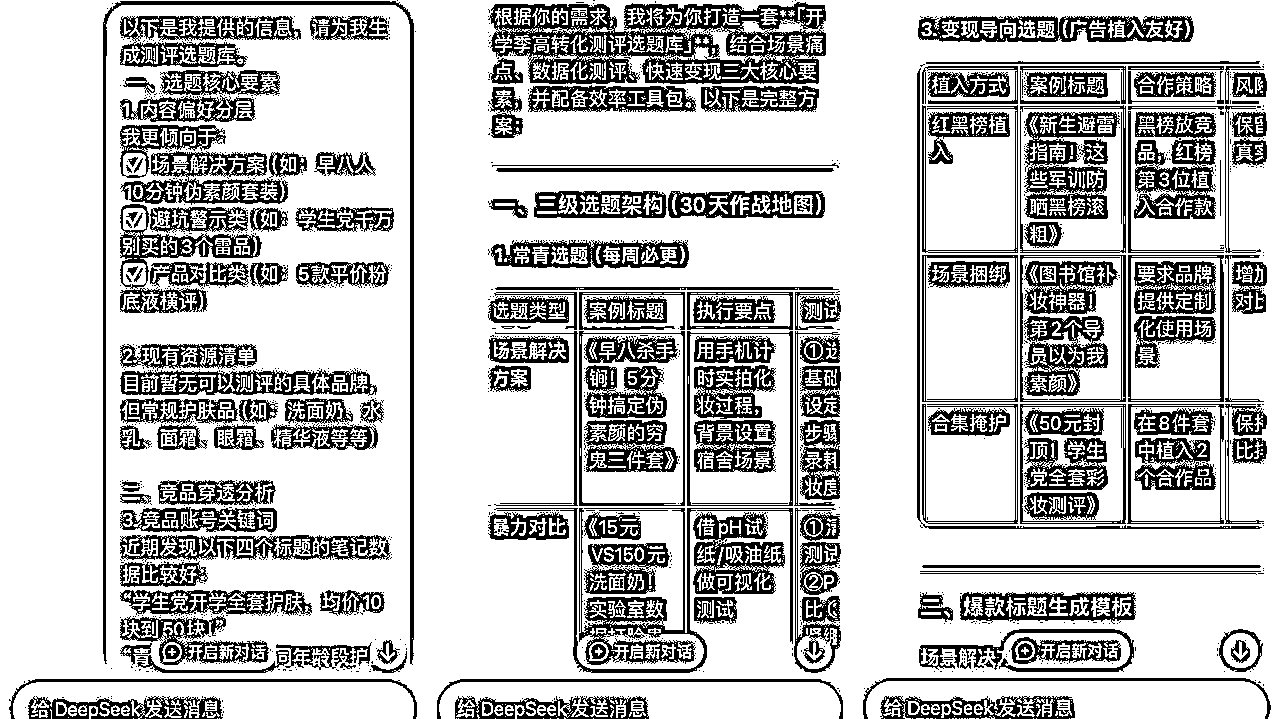 以下是我提供的信息，请为我生
成测评选题库。
一、选题核心要素
1.内容偏好分层
我更倾向于：
场景解决方案（如：早八人
10分钟伪素颜套装）
避坑警示类（如：学生党千万
别买的3个雷品）
产品对比类（如：5款平价粉
底液横评）
2.现有资源清单
目前暂无可以测评的具体品牌，
但常规护肤品（如：洗面奶、水
乳、面霜、眼霜、精华液等等）
二、竞品穿透分析
3.竞品账号关键词
近期发现以下四个标题的笔记数
据比较好：
“学生党开学全套护肤，均价10
块到50块！”
同年龄段护
开启新对话
给 DeepSeek 发送消息
根据你的需求，我将为你打造一套**「开
学季高转化测评选题库」**，结合场景痛
点、数据化测评、快速变现三大核心要
素，并配备效率工具包。以下是完整方
案：
一、三级选题架构（30天作战地图）
1.常青选题（每周必更）
选题类型 案例标题 执行要点 测试
场景解决
方案
《早八杀手
锏！5分
钟搞定伪
素颜的穷
鬼三件套》
用手机计
时实拍化
妆过程，
背景设置
宿舍场景
基础
设定
步骤
妆度
暴力对比
《15元
VS150元
洗面奶！
实验室数
借pH试
纸/吸油纸
做可视化
测试
测试
②P
比（
开启新对话
给 DeepSeek 发送消息
3.变现导向选题（广告植入友好）
植入方式 案例标题 合作策略 风险
红黑榜植
入
《新生避雷
指南！这
些军训防
晒黑榜滚
粗》
黑榜放竞
品，红榜
第3位植
入合作款
保留
真实
场景捆绑
《图书馆补
妆神器！
第2个导
员以为我
素颜》
要求品牌
提供定制
化使用场
景
增加
对比
合集掩护
《50元封
顶！学生
党全套彩
妆测评》
在8件套
中植入2
个合作品
保持
二、爆款标题生成模板
场景解决方
开启新对话
给 DeepSeek 发送消息